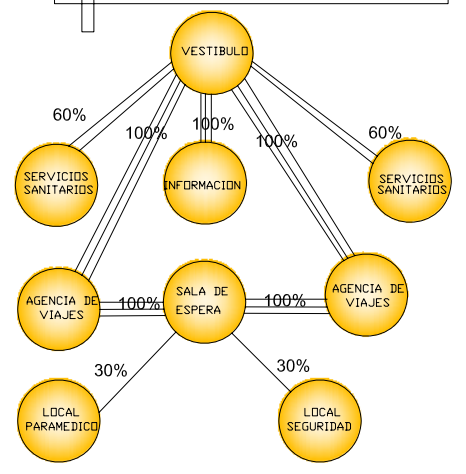 VESTIBULO
60%
100%
100%
100%
60%
SERVICIOS
SANITARIOS
INFORMACION
SERVICIOS
SANITARIOS
AGENCIA DE
VIAJES
100%
SALA DE
ESPERA
100%
AGENCIA DE
VIAJES
30%
30%
LOCAL
PARAMEDICO
LOCAL
SEGURIDAD